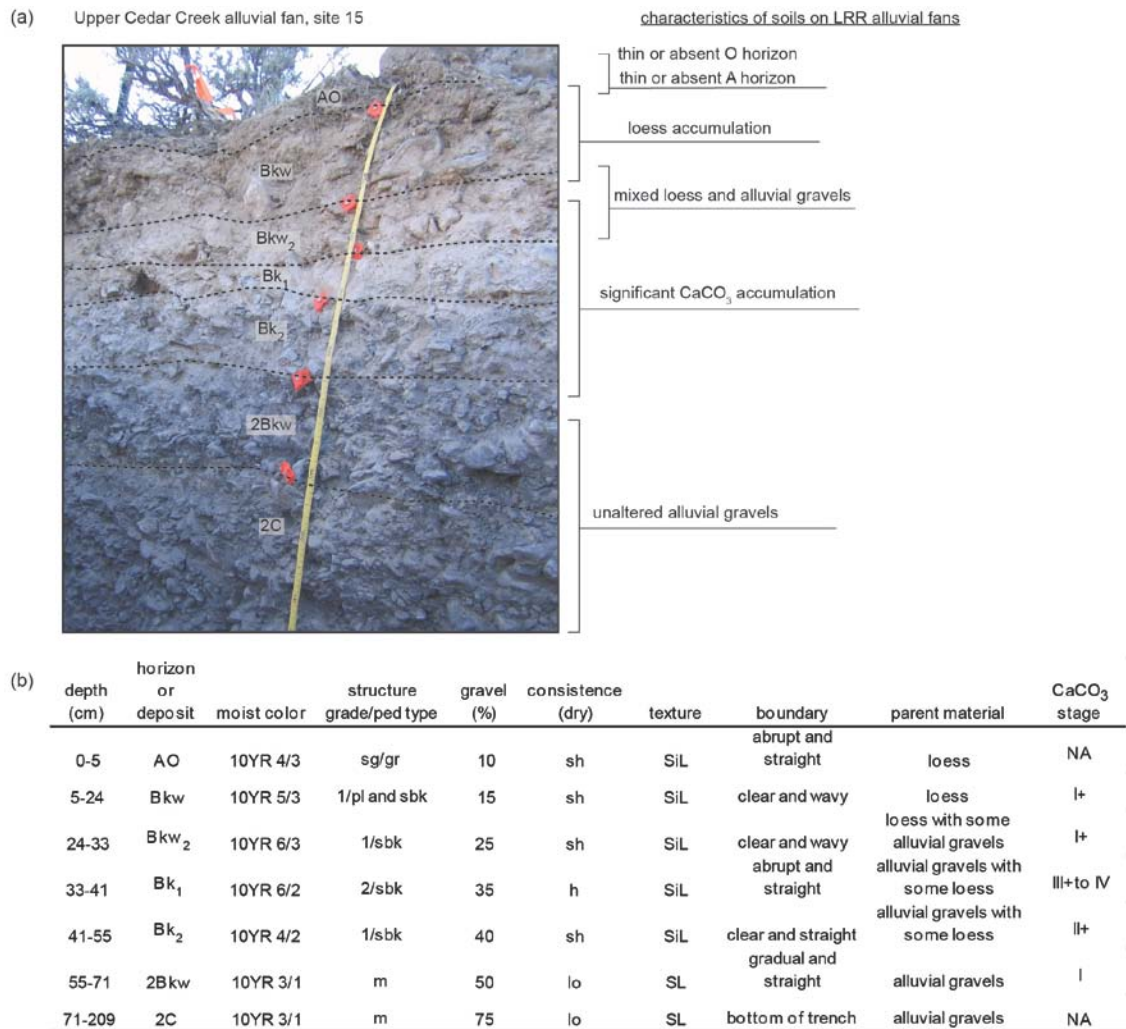 (a) Upper Cedar Creek alluvial fan, site 15
characteristics of soils on LRR alluvial fans
thin or absent O horizon
thin or absent A horizon
loess accumulation
mixed loess and alluvial gravels
significant CaCO₃ accumulation
unaltered alluvial gravels
AO
Bkw
Bkw₂
Bk₁
Bk₂
2Bkw
2C
(b)
depth (cm) horizon or deposit moist color structure grade/ped type gravel (%) consistence (dry) texture boundary parent material CaCO₃ stage
0-5 AO 10YR 4/3 sg/gr 10 sh SiL abrupt and straight loess NA
5-24 Bkw 10YR 5/3 1/pl and sbk 15 sh SiL clear and wavy loess I+
24-33 Bkw₂ 10YR 6/3 1/sbk 25 sh SiL clear and wavy loess with some alluvial gravels I+
33-41 Bk₁ 10YR 6/2 2/sbk 35 h SiL abrupt and straight alluvial gravels with some loess III+ to IV
41-55 Bk₂ 10YR 4/2 1/sbk 40 sh SiL clear and straight alluvial gravels with some loess II+
55-71 2Bkw 10YR 3/1 m 50 lo SL gradual and straight alluvial gravels I
71-209 2C 10YR 3/1 m 75 lo SL bottom of trench alluvial gravels NA